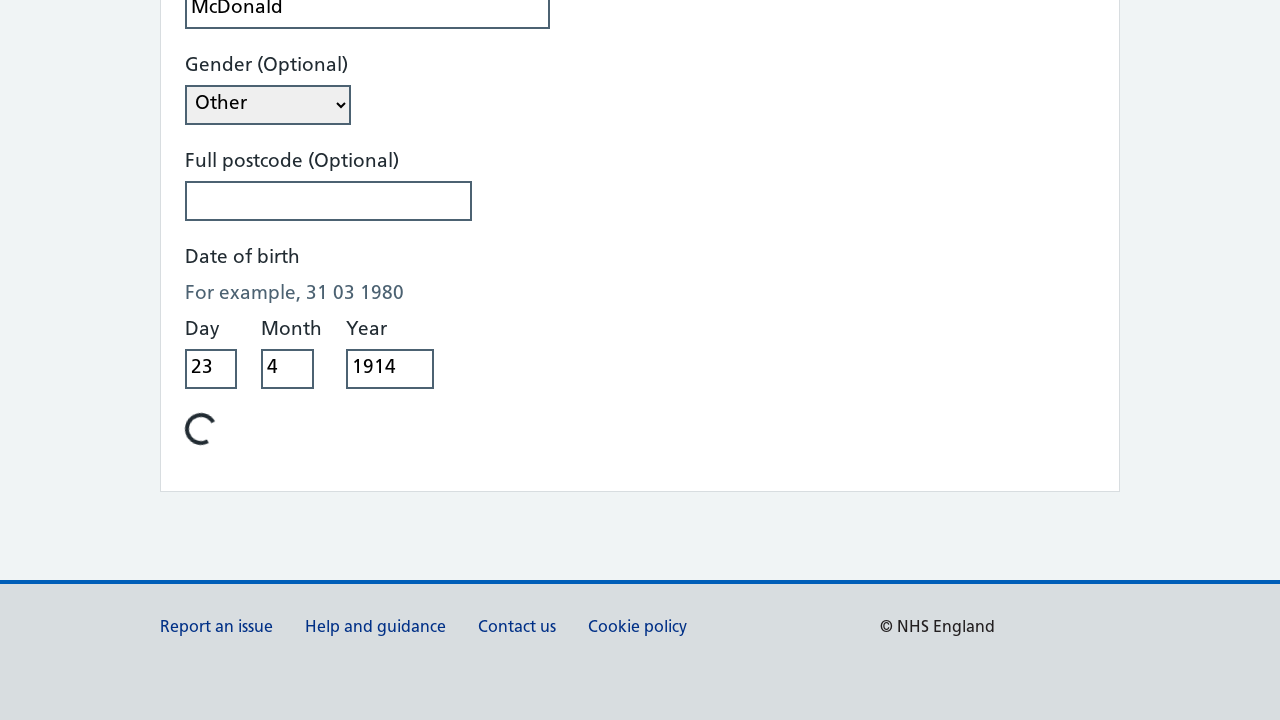 McDonald
Gender (Optional)
Other
Full postcode (Optional)
Date of birth
For example, 31 03 1980
Day Month Year
23 4 1914
Report an issue Help and guidance Contact us Cookie policy © NHS England